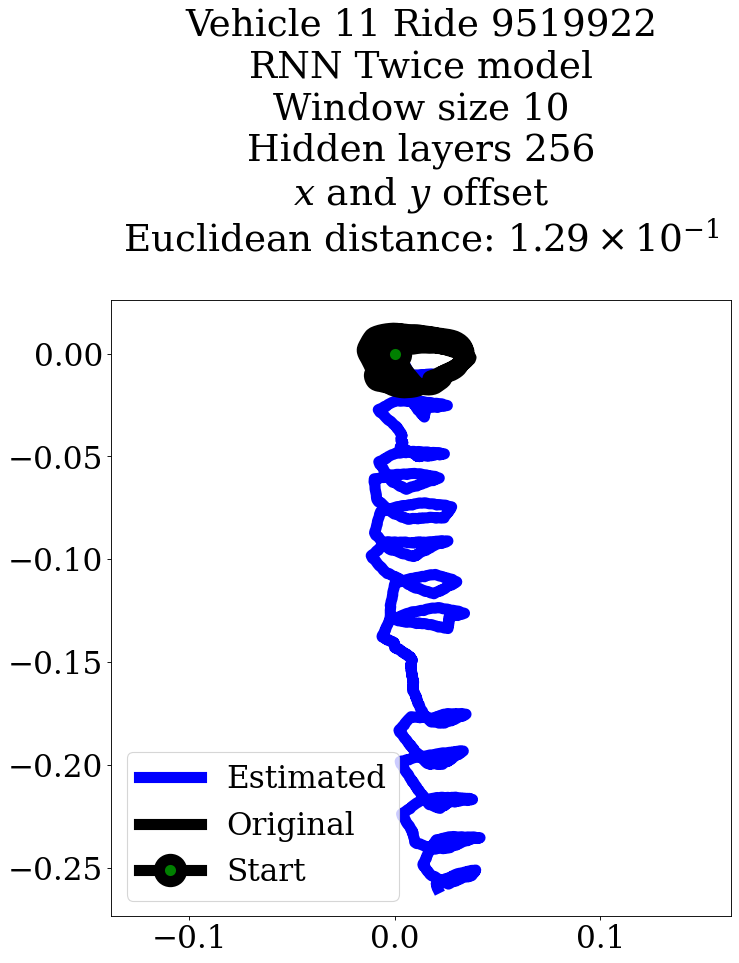 Vehicle 11 Ride 9519922
RNN Twice model
Window size 10
Hidden layers 256
x and y offset
Euclidean distance: 1.29 × 10⁻¹
0.00
−0.05
−0.10
−0.15
−0.20
−0.25
Estimated
Original
Start
−0.1 0.0 0.1